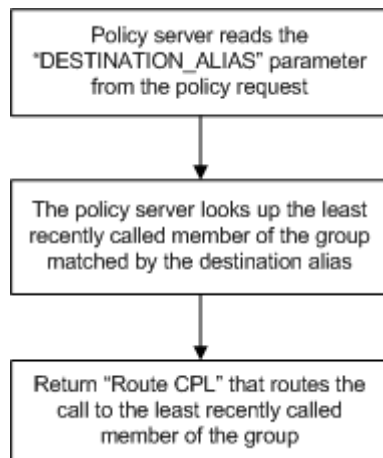 Policy server reads the
“DESTINATION_ALIAS” parameter
from the policy request
The policy server looks up the least
recently called member of the group
matched by the destination alias
Return “Route CPL” that routes the
call to the least recently called
member of the group